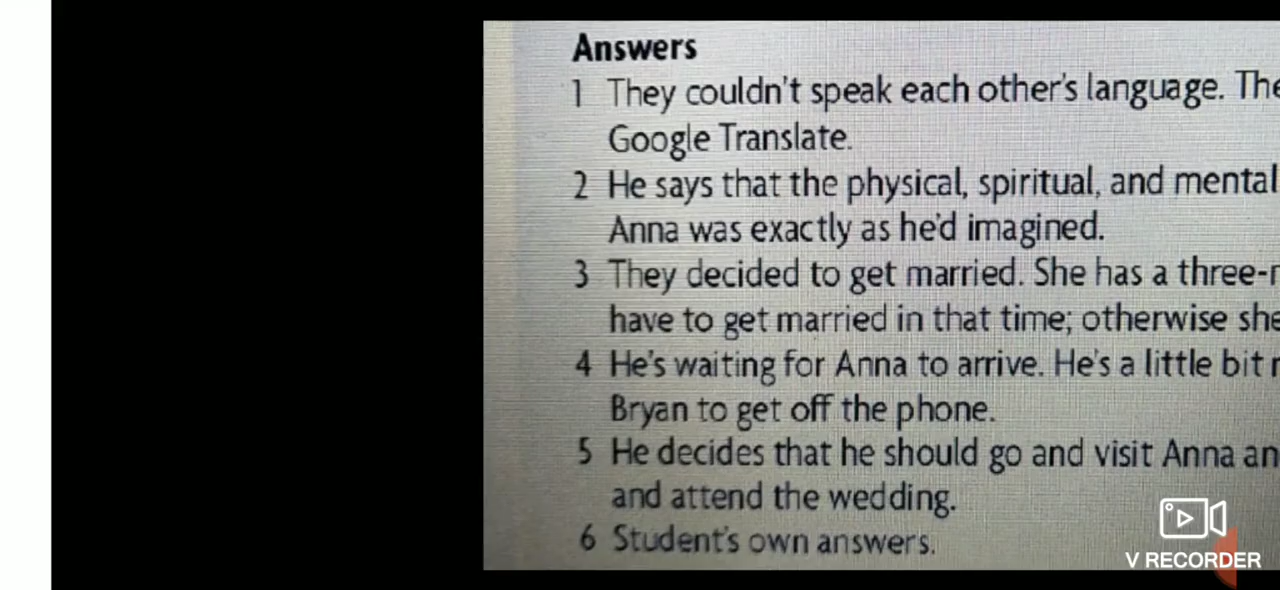 Answers
1 They couldn't speak each other's language. The
Google Translate.
2 He says that the physical, spiritual, and mental
Anna was exactly as he'd imagined.
3 They decided to get married. She has a three-
have to get married in that time; otherwise she
4 He's waiting for Anna to arrive. He's a little bit
Bryan to get off the phone.
5 He decides that he should go and visit Anna an
and attend the wedding.
6 Student's own answers.
V RECORDER